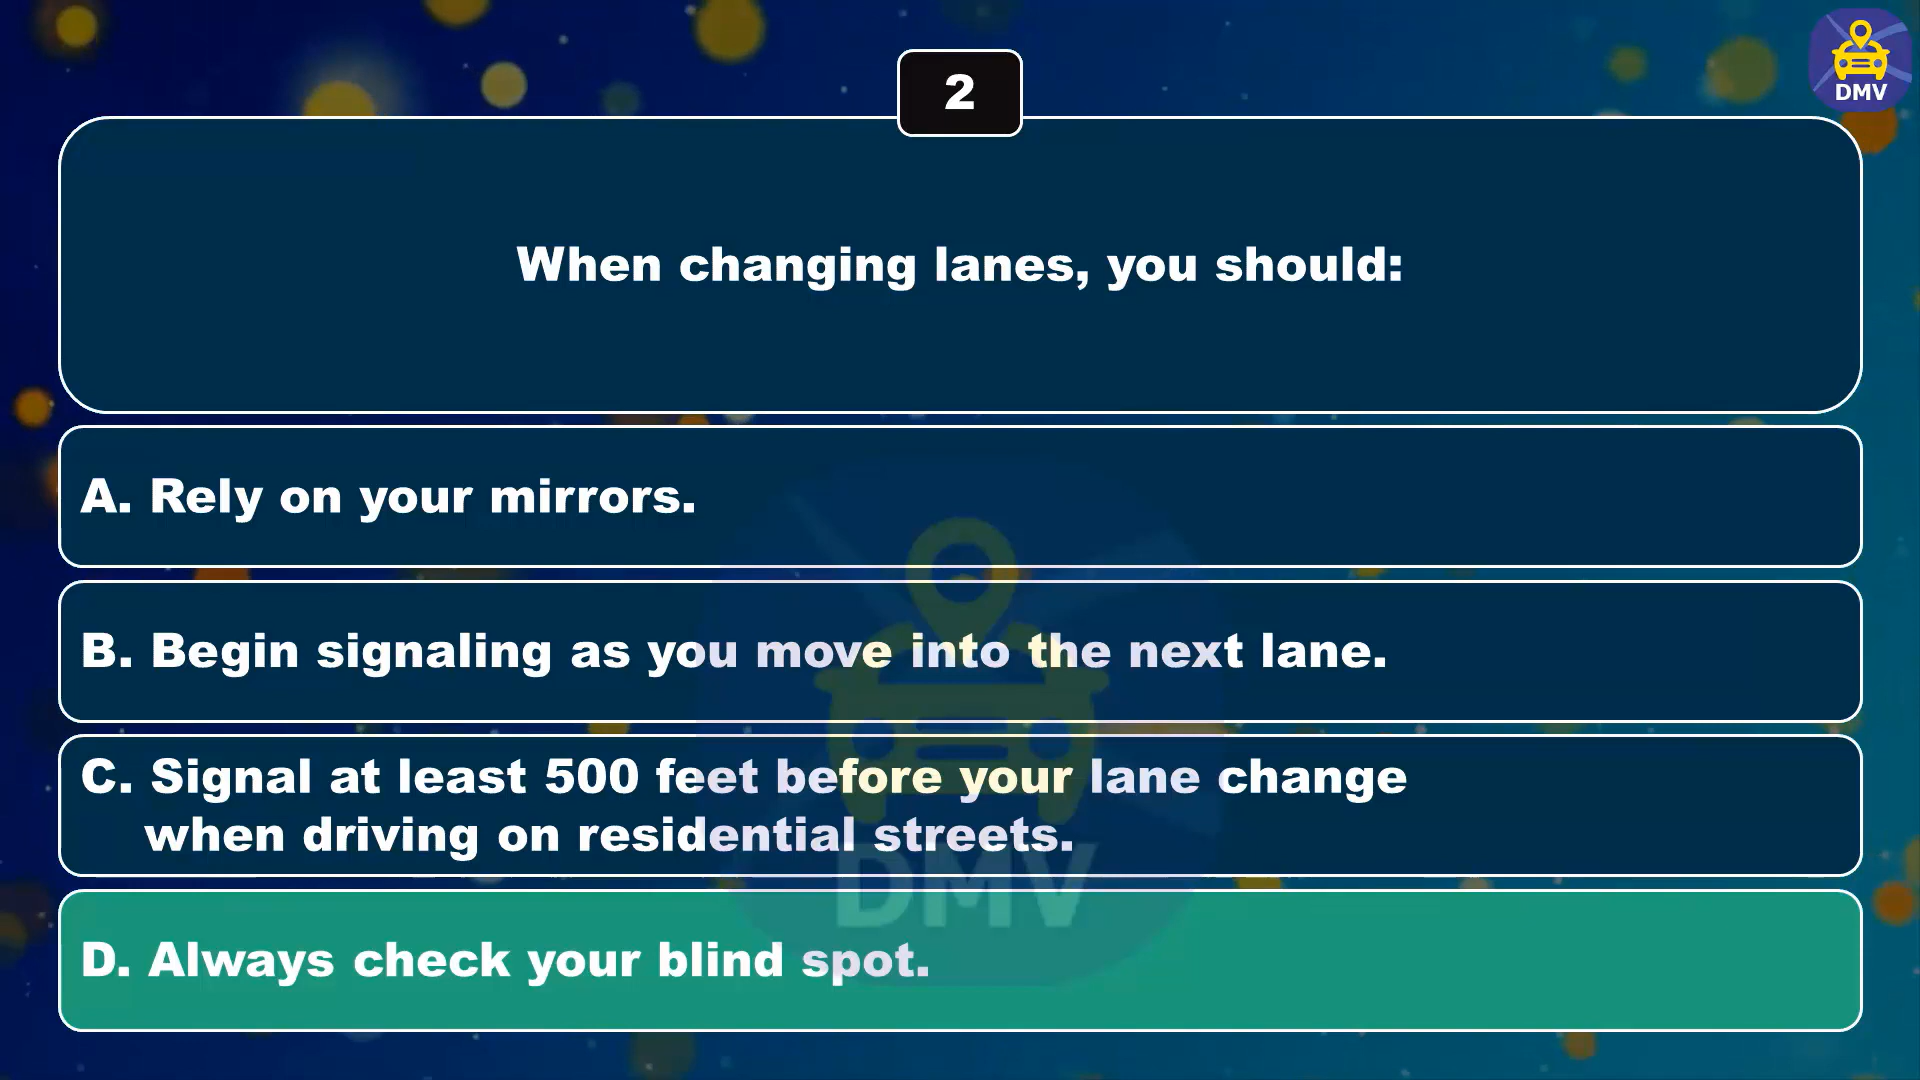 DMV
2
When changing lanes, you should:
A. Rely on your mirrors.
B. Begin signaling as you move into the next lane.
C. Signal at least 500 feet before your lane change
when driving on residential streets.
DMV
D. Always check your blind spot.